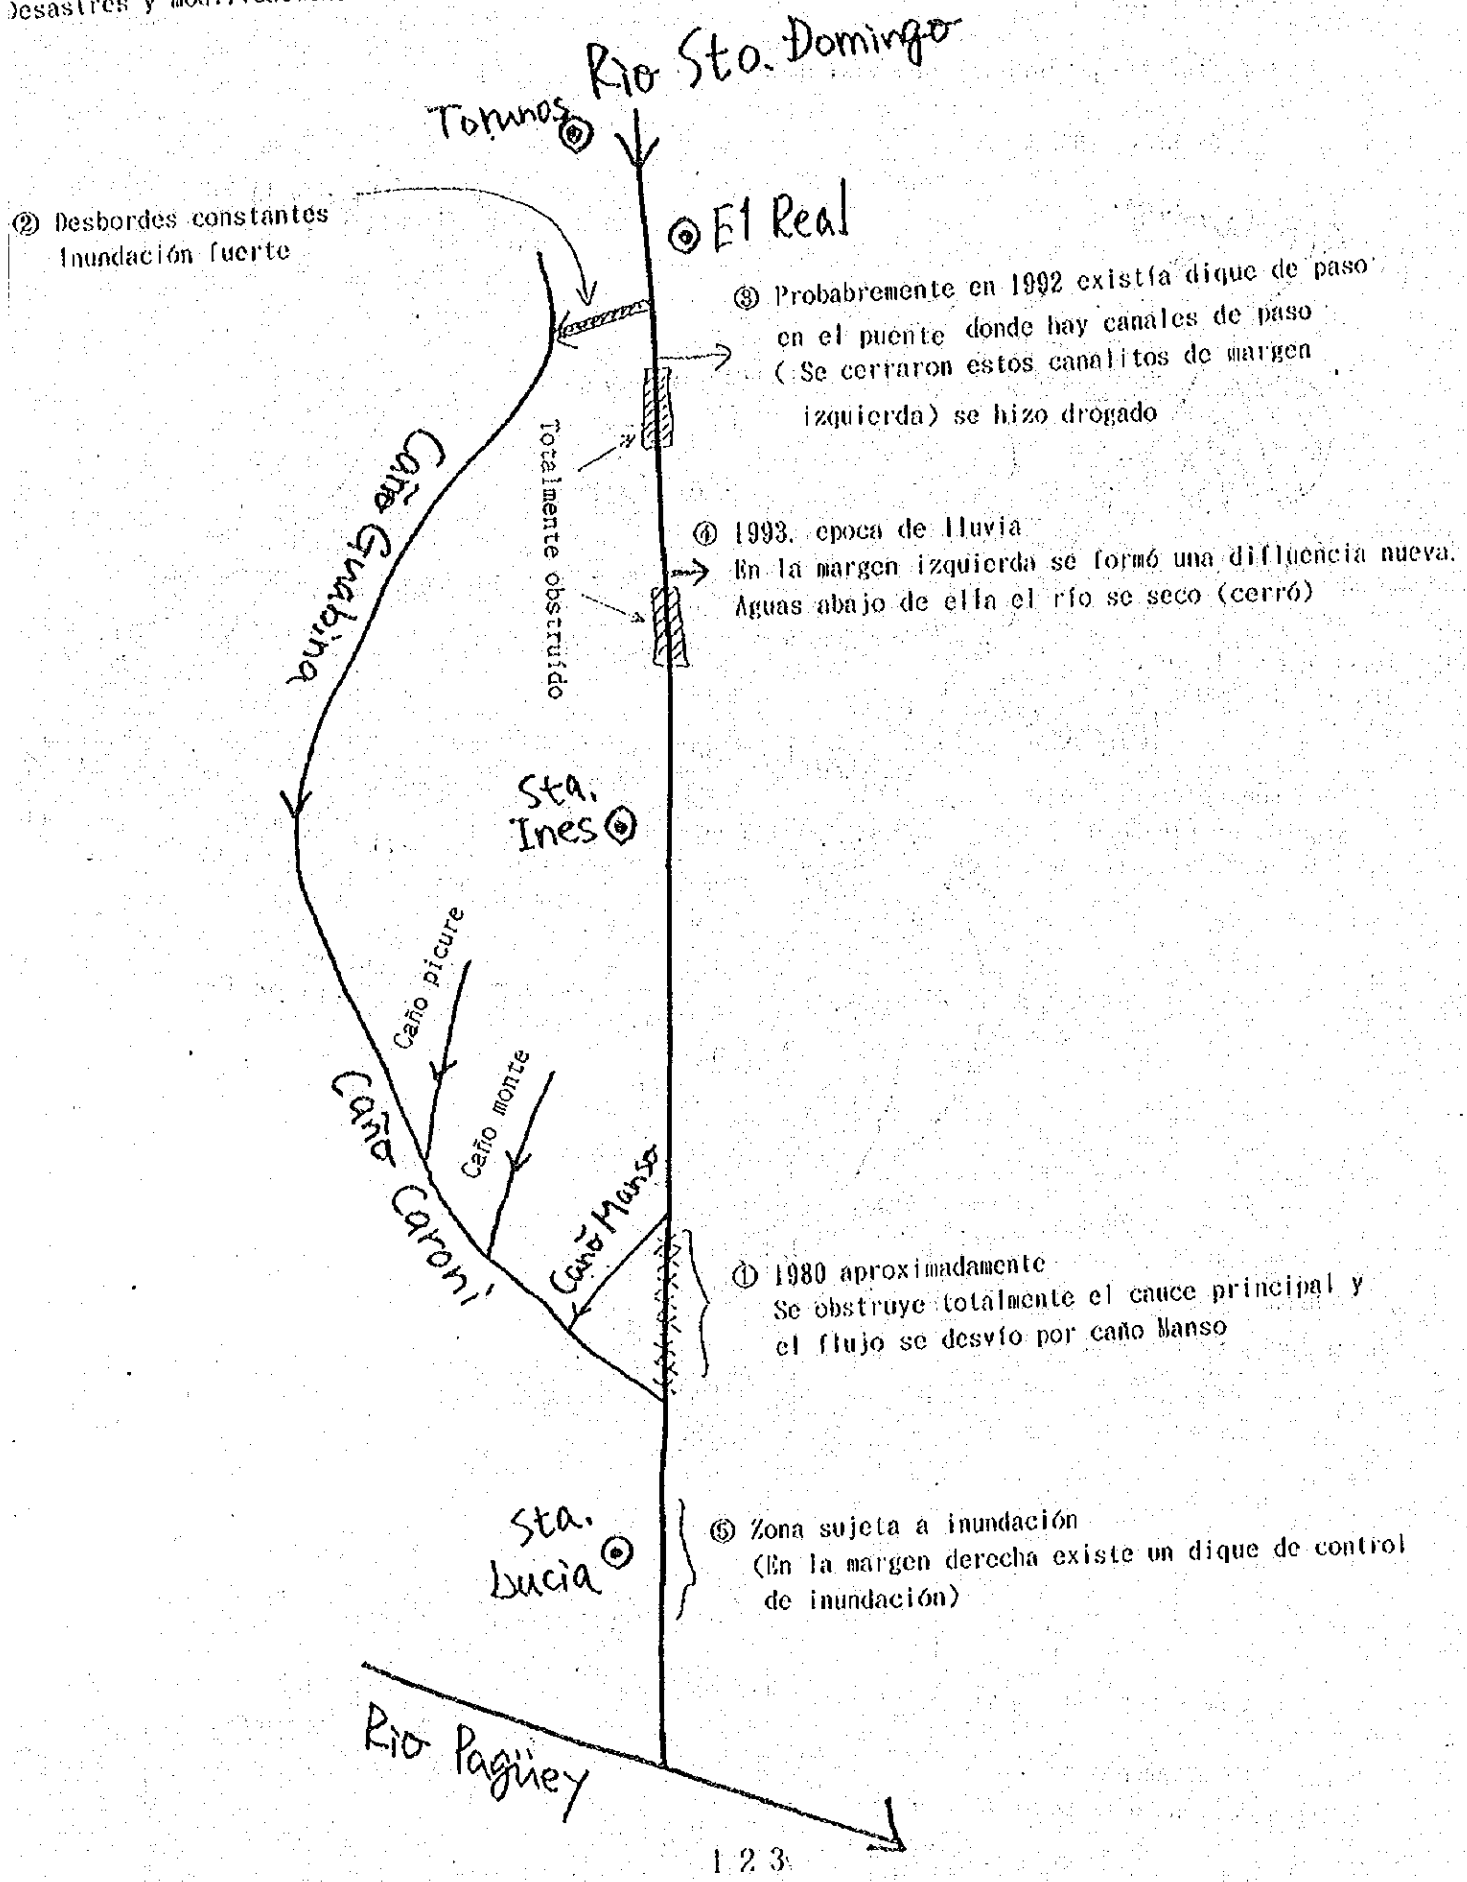 Desastres y
Rio Sto. Domingo
Torunos
② Desbordes constantes
Inundación fuerte
El Real
③ Probabremente en 1992 existía dique de paso
en el puente donde hay canales de paso
(Se cerraron estos canalitos de margen
izquierda) se hizo drogado
Totalmente obstruído
Caño Guabina
④ 1993. epoca de lluvia
En la margen izquierda se formó una difluencia nueva.
Aguas abajo de ella el río se seco (cerró)
Sta.
Ines
Caño picure
Caño monte
Caño Manso
Caño Caroní
① 1980 aproximadamente
Se obstruye totalmente el cauce principal y
el flujo se desvío por caño Manso
Sta.
Lucia
⑤ Zona sujeta a inundación
(En la margen derecha existe un dique de control
de inundación)
Rio Pagüey
123